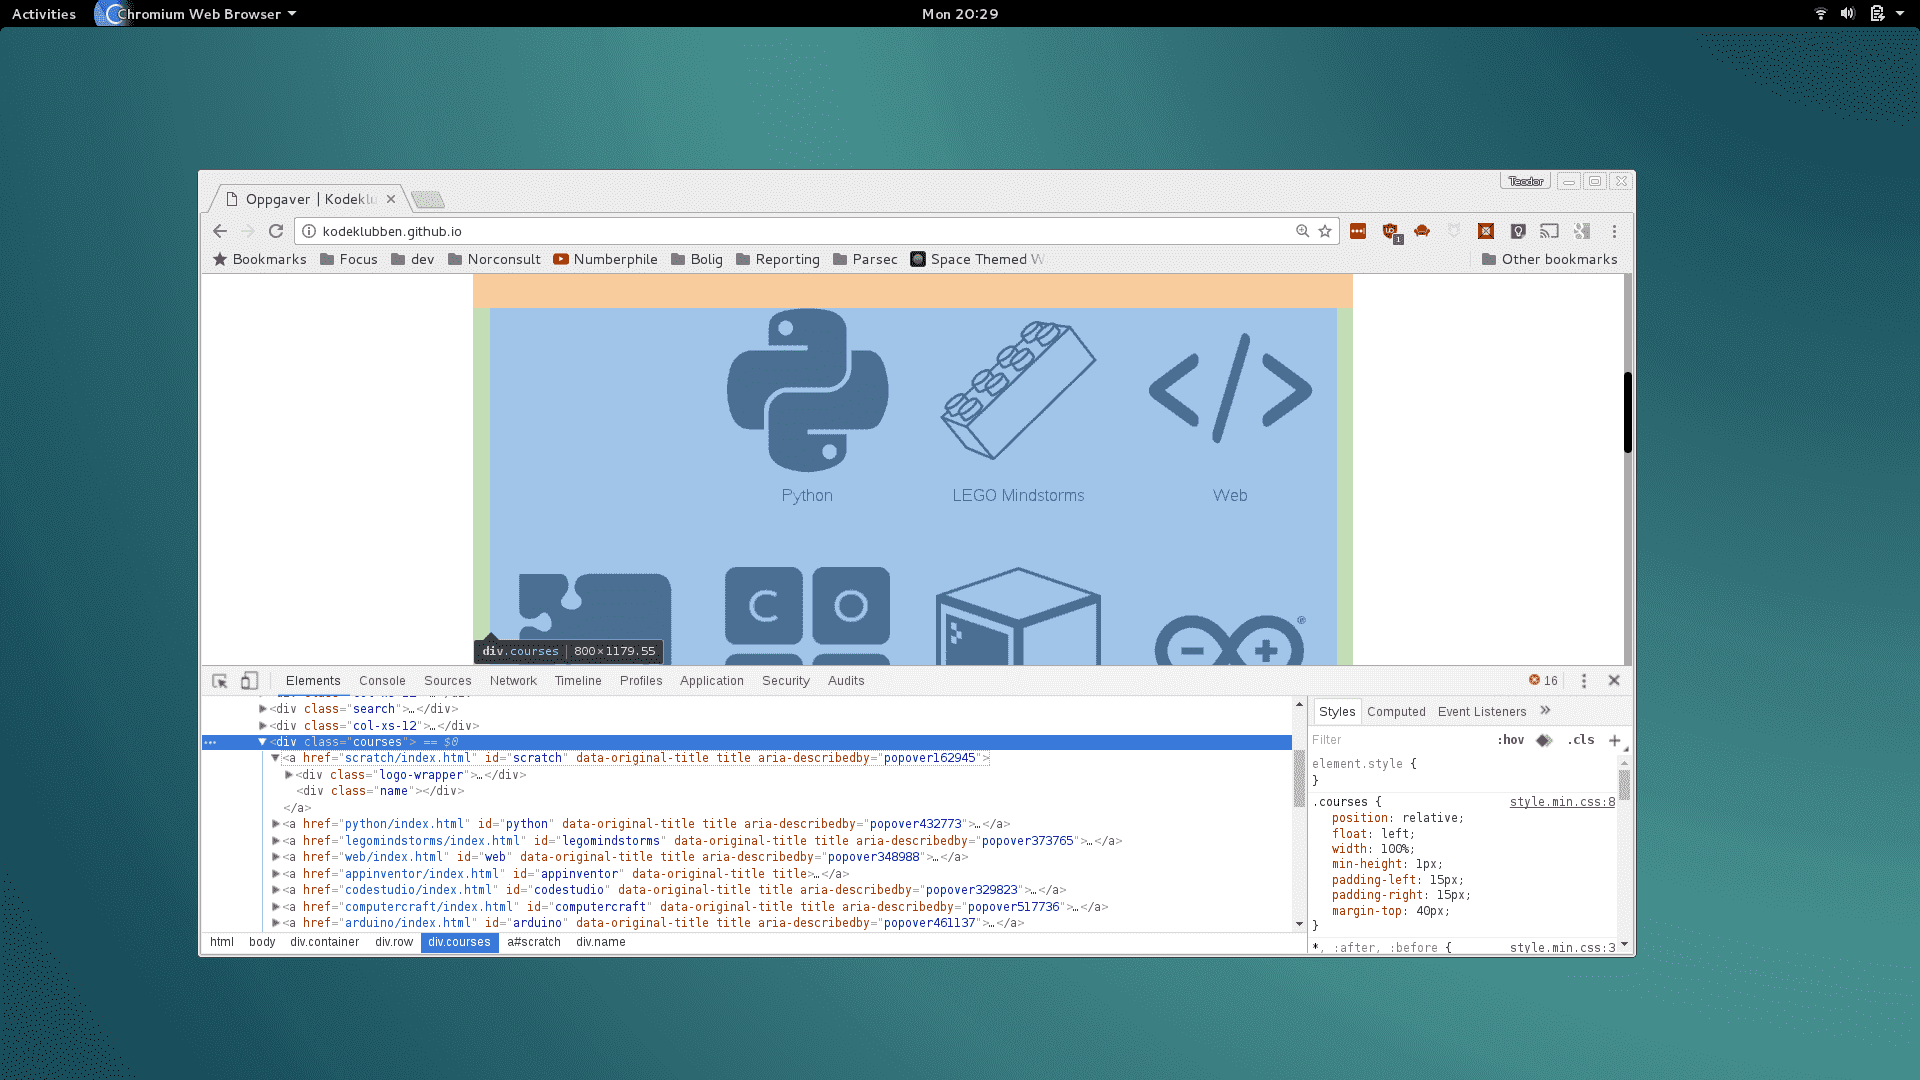 Activities Chromium Web Browser Mon 20:29
Teodor
Oppgaver | Kodeklu
kodeklubben.github.io 1
Bookmarks Focus dev Norconsult Numberphile Bolig Reporting Parsec Space Themed W Other bookmarks
Python LEGO Mindstorms Web
C O
div.courses | 800×1179.55
Elements Console Sources Network Timeline Profiles Application Security Audits 16
<div class="search">…</div>
<div class="col-xs-12">…</div>
<div class="courses"> == $0
<a href="scratch/index.html" id="scratch" data-original-title title aria-describedby="popover162945">
<div class="logo-wrapper">…</div>
<div class="name"></div>
</a>
<a href="python/index.html" id="python" data-original-title title aria-describedby="popover432773">…</a>
<a href="legomindstorms/index.html" id="legomindstorms" data-original-title title aria-describedby="popover373765">…</a>
<a href="web/index.html" id="web" data-original-title title aria-describedby="popover348988">…</a>
<a href="appinventor/index.html" id="appinventor" data-original-title title>…</a>
<a href="codestudio/index.html" id="codestudio" data-original-title title aria-describedby="popover329823">…</a>
<a href="computercraft/index.html" id="computercraft" data-original-title title aria-describedby="popover517736">…</a>
<a href="arduino/index.html" id="arduino" data-original-title title aria-describedby="popover461137">…</a>
html body div.container div.row div.courses a#scratch div.name
Styles Computed Event Listeners »
Filter :hov .cls +
element.style {
}
.courses { style.min.css:8
position: relative;
float: left;
width: 100%;
min-height: 1px;
padding-left: 15px;
padding-right: 15px;
margin-top: 40px;
}
*, :after, :before { style.min.css:3